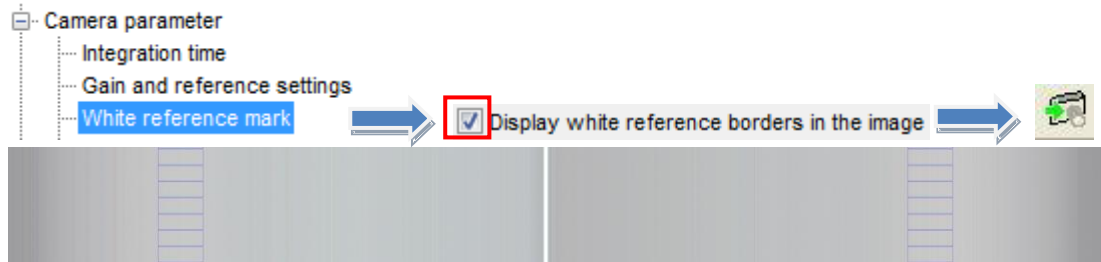 Camera parameter
Integration time
Gain and reference settings
White reference mark
Display white reference borders in the image